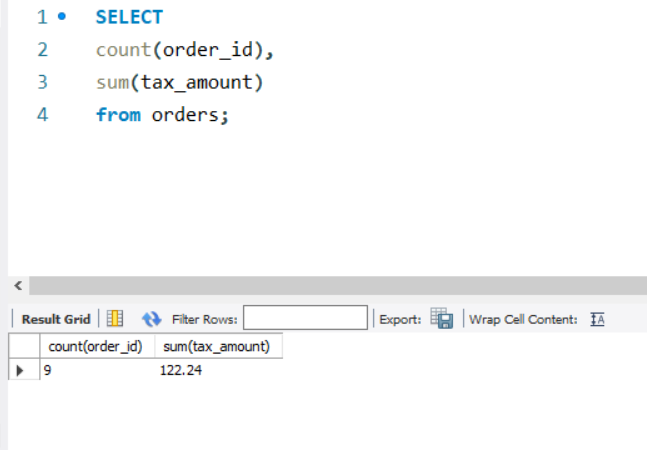 1 SELECT
2 count(order_id),
3 sum(tax_amount)
4 from orders;
Result Grid Filter Rows: Export: Wrap Cell Content:
count(order_id) sum(tax_amount)
9 122.24